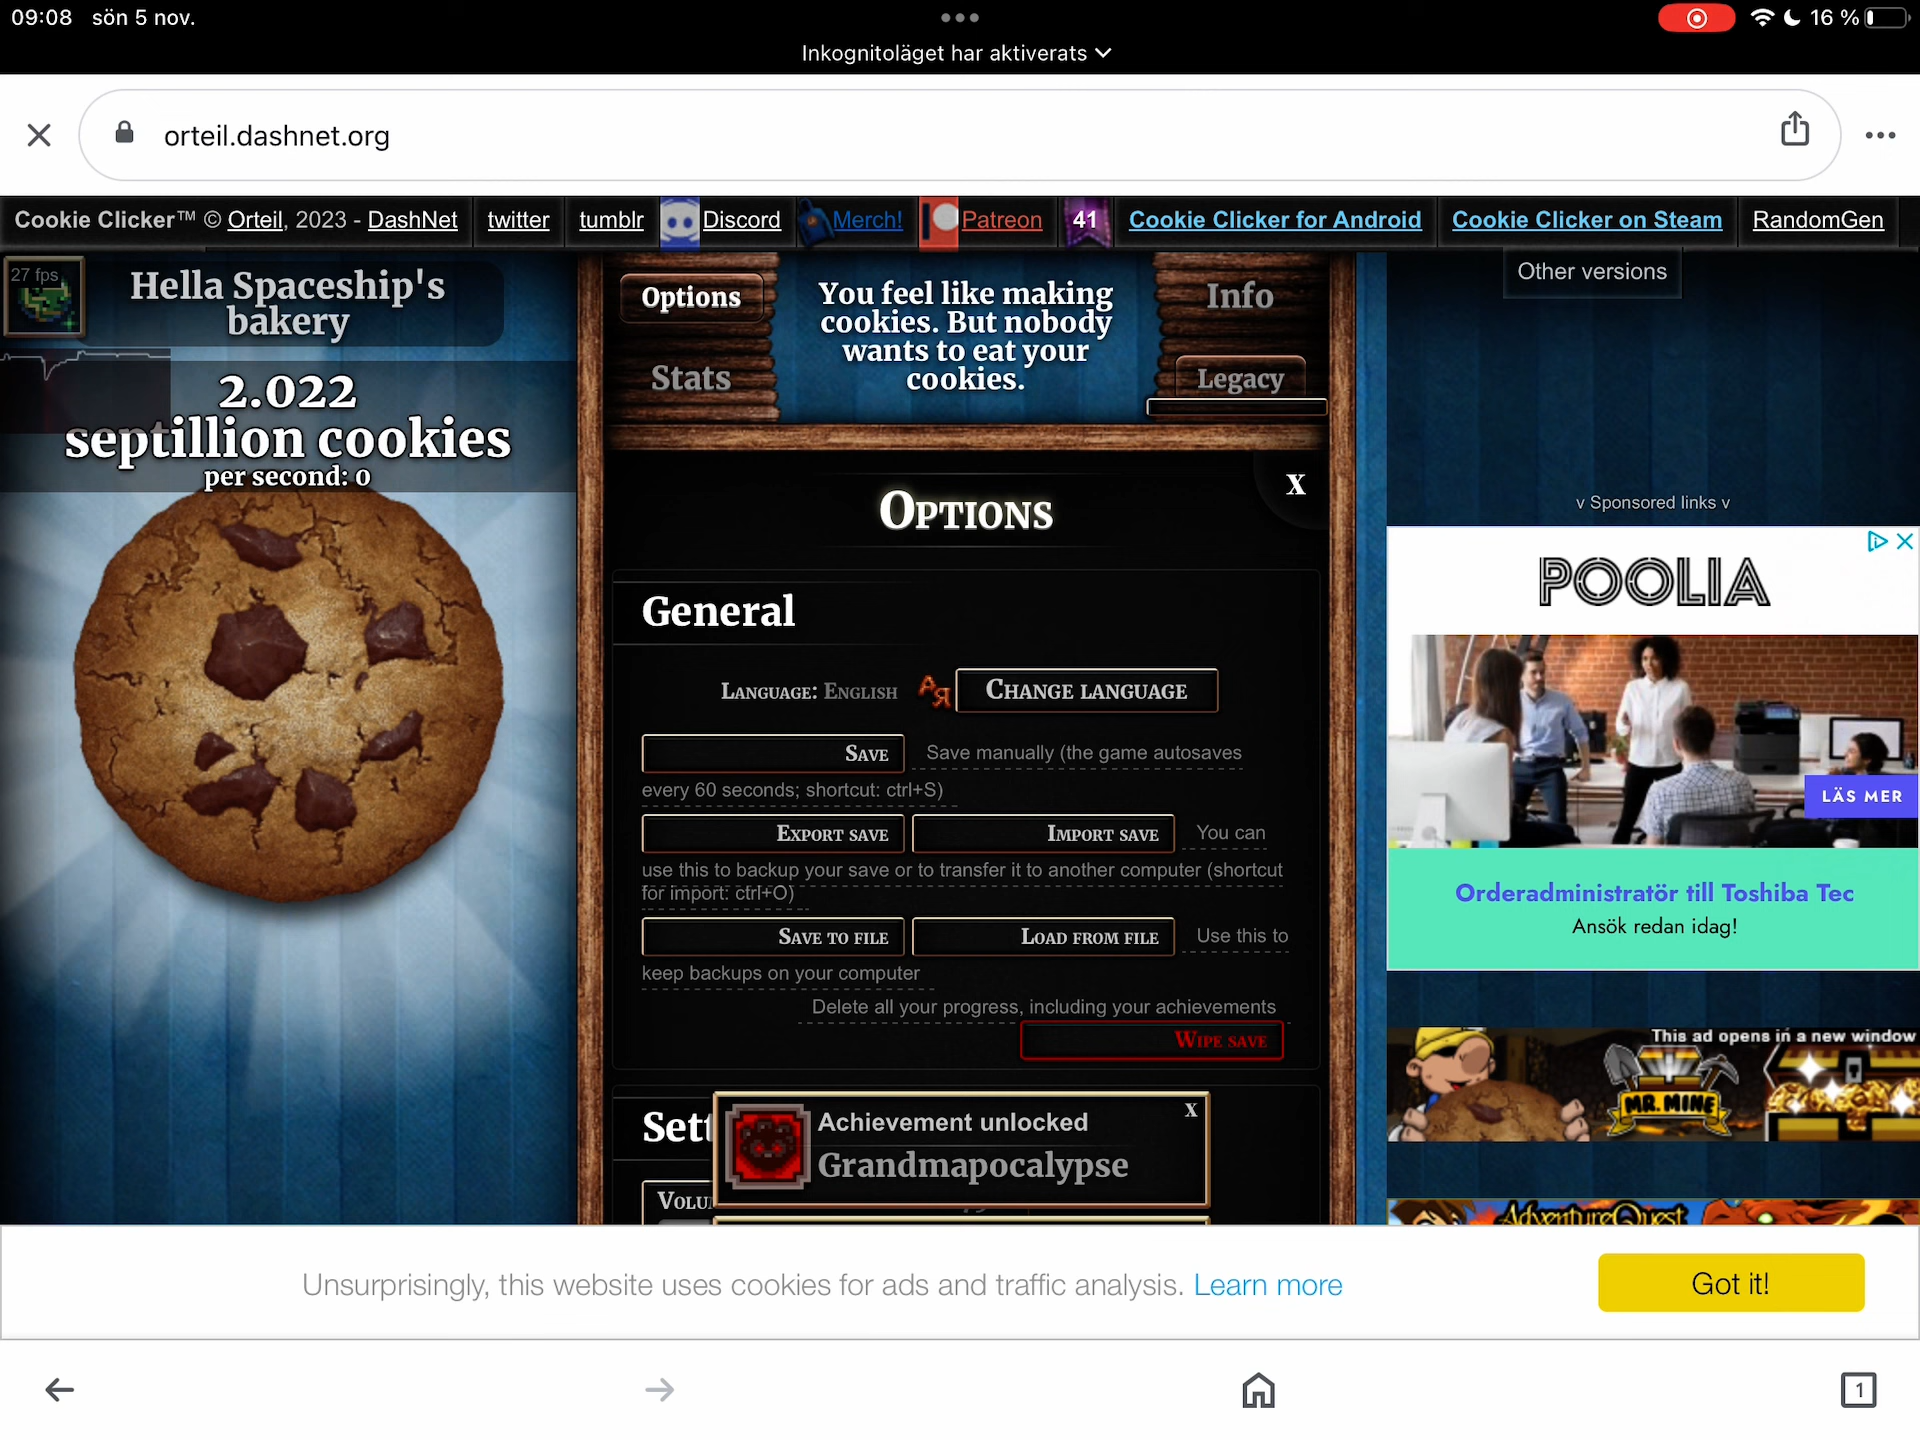 09:08 sön 5 nov.
16 %
Inkognitoläget har aktiverats
orteil.dashnet.org
Cookie Clicker™ © Orteil, 2023 - DashNet
twitter
tumblr
Discord
Merch!
Patreon
41
Cookie Clicker for Android
Cookie Clicker on Steam
RandomGen
Other versions
27 fps
Hella Spaceship's
bakery
2.022
septillion cookies
per second: 0
Options
Stats
You feel like making
cookies. But nobody
wants to eat your
cookies.
Info
Legacy
x
Options
General
Language: English
Change language
Save
Save manually (the game autosaves
every 60 seconds; shortcut: ctrl+S)
Export save
Import save
You can
use this to backup your save or to transfer it to another computer (shortcut
for import: ctrl+O)
Save to file
Load from file
Use this to
keep backups on your computer
Delete all your progress, including your achievements
Wipe save
Sett
Achievement unlocked
x
Grandmapocalypse
Volu
v Sponsored links v
POOLIA
LÄS MER
Orderadministratör till Toshiba Tec
Ansök redan idag!
This ad opens in a new window
MR. MINE
AdventureQuest
Unsurprisingly, this website uses cookies for ads and traffic analysis. Learn more
Got it!
1